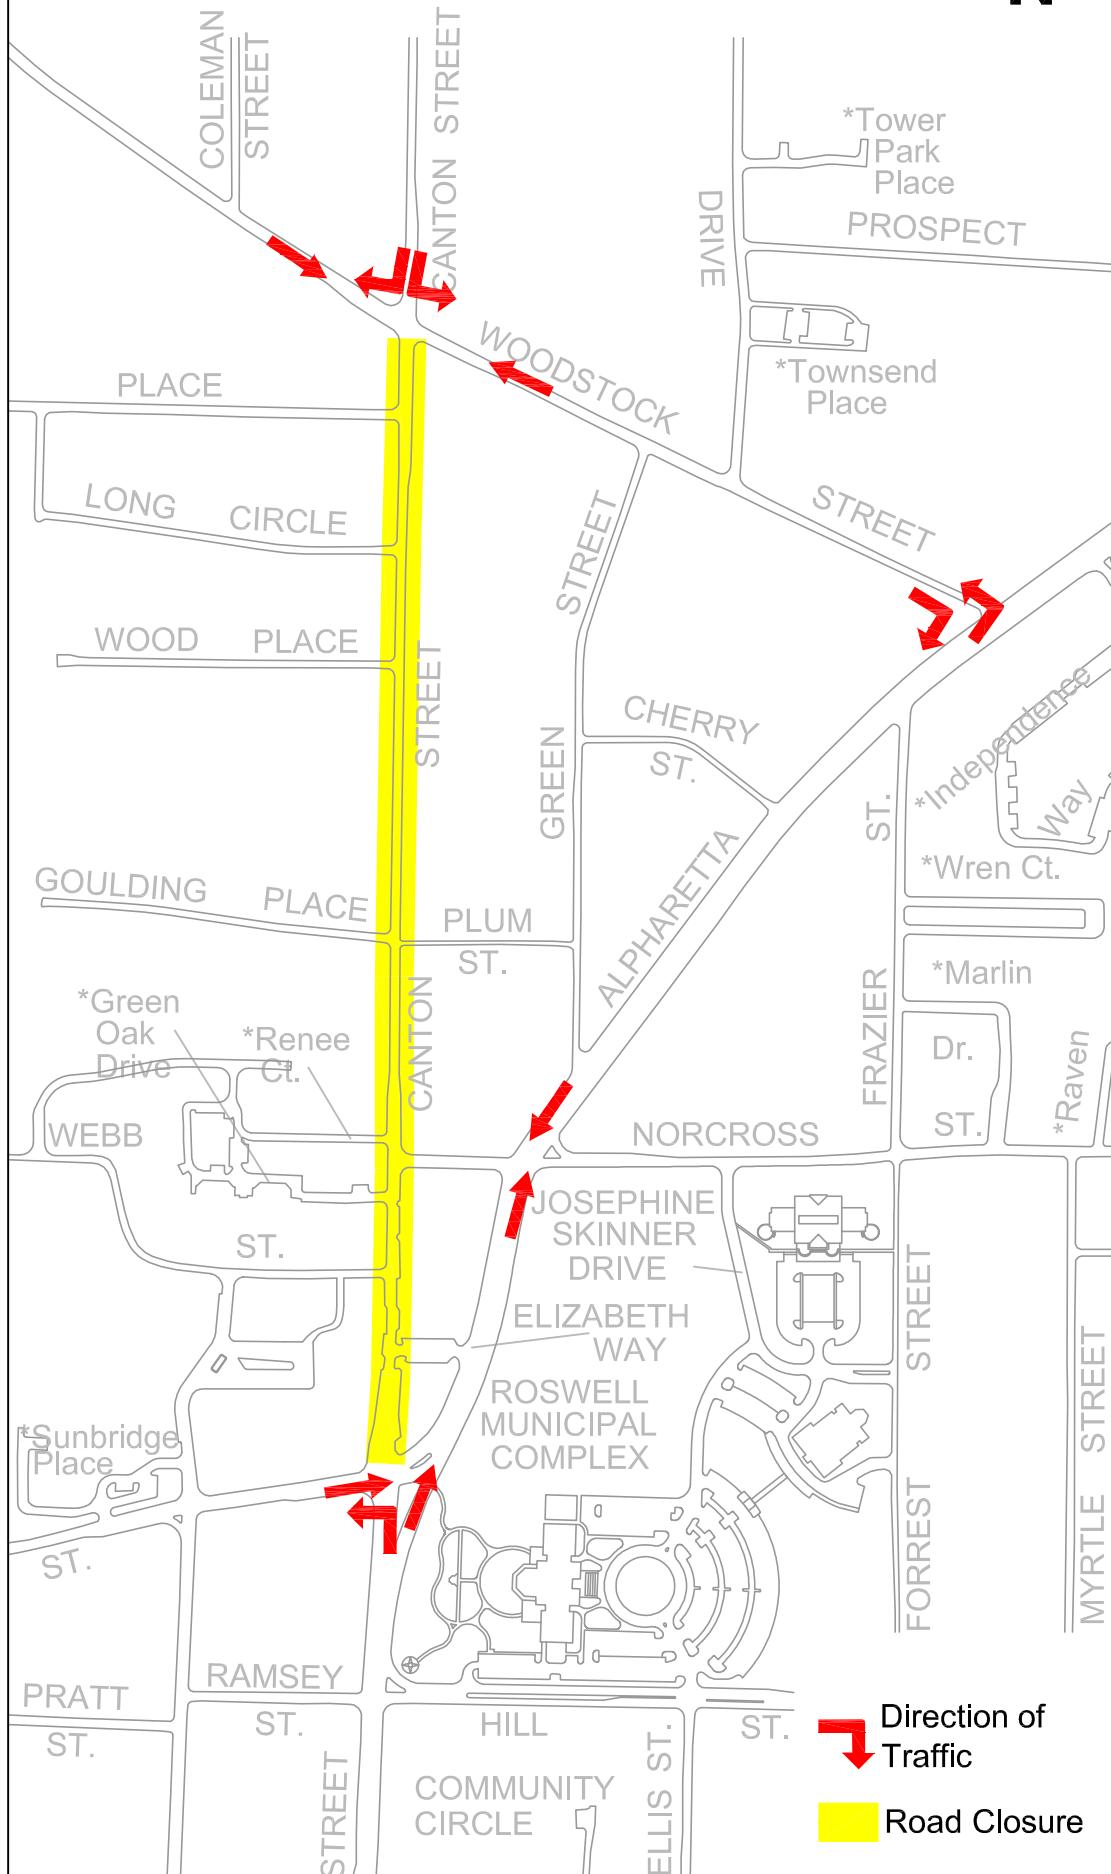 N
COLEMAN
STREET
CANTON STREET
*Tower
Park
Place
PROSPECT
DRIVE
WOODSTOCK
STREET
*Townsend
Place
PLACE
LONG CIRCLE
STREET
WOOD PLACE
STREET
CHERRY
ST.
GREEN
*Independence
Way
ST.
*Wren Ct.
ALPHARETTA
GOULDING PLACE
PLUM
ST.
*Marlin
Dr.
ST.
*Green
Oak
Drive
*Renee
Ct.
CANTON
FRAZIER
*Raven
WEBB
NORCROSS
JOSEPHINE
SKINNER
DRIVE
ST.
ELIZABETH
WAY
STREET
ROSWELL
MUNICIPAL
COMPLEX
MYRTLE STREET
*Sunbridge
Place
FORREST
ST.
RAMSEY
PRATT
ST.
HILL
ST.
ST.
STREET
COMMUNITY
CIRCLE
ELLIS ST.
Direction of
Traffic
Road Closure